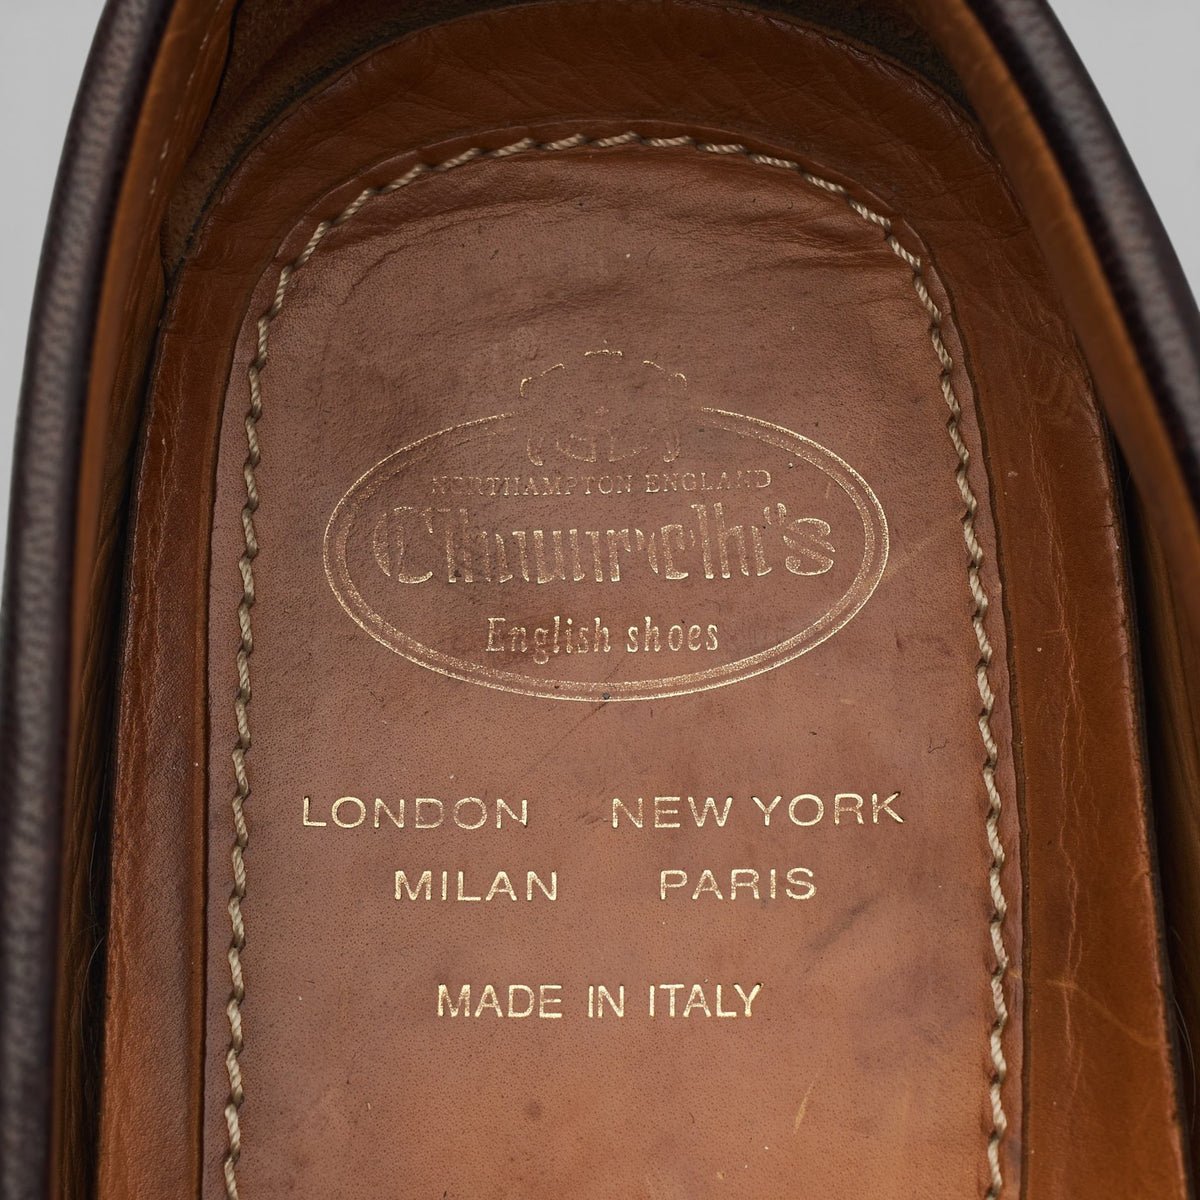 NORTHAMPTON ENGLAND
Church's
English shoes
LONDON NEW YORK
MILAN PARIS
MADE IN ITALY